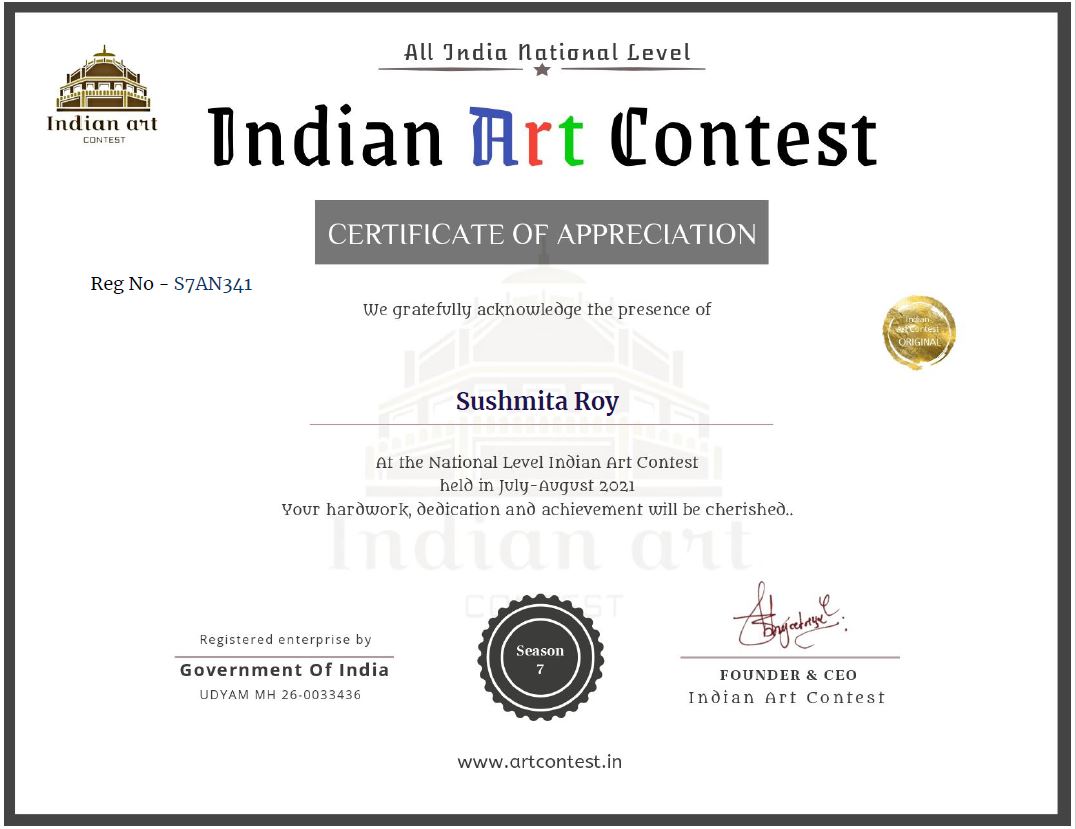 All India National Level
Indian art
CONTEST
Indian Art Contest
CERTIFICATE OF APPRECIATION
Reg No - S7AN341
We gratefully acknowledge the presence of
Indian
Art Contest
ORIGINAL
Sushmita Roy
At the National Level Indian Art Contest
held in July-August 2021
Your hardwork, dedication and achievement will be cherished..
Indian art
CONTEST
Registered enterprise by
Government Of India
UDYAM MH 26-0033436
Season
7
FOUNDER & CEO
Indian Art Contest
www.artcontest.in